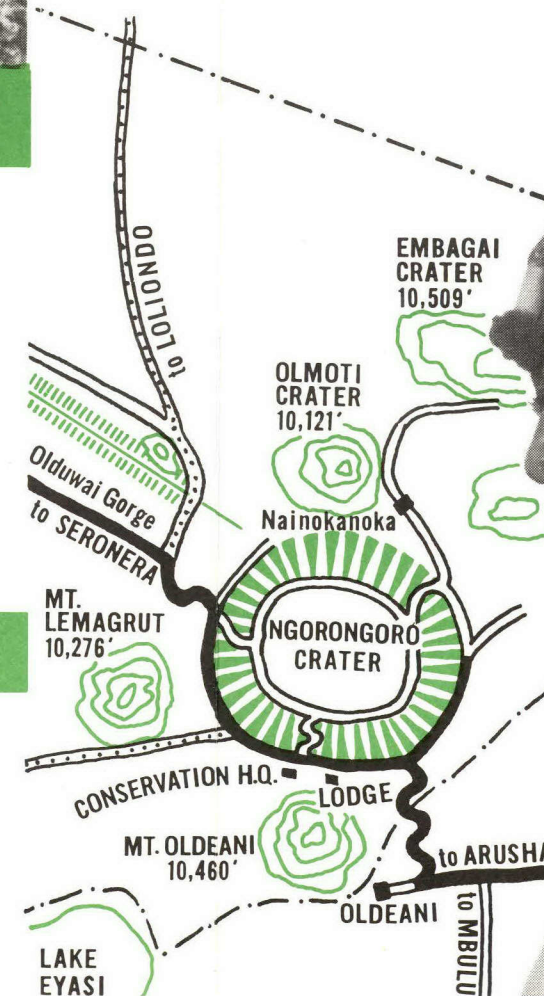 to LOLIONDO
EMBAGAI
CRATER
10,509'
OLMOTI
CRATER
10,121'
Olduwai Gorge
to SERONERA
Nainokanoka
MT.
LEMAGRUT
10,276'
NGORONGORO
CRATER
CONSERVATION H.Q.
LODGE
MT. OLDEANI
10,460'
to ARUSHA
OLDEANI
to MBULU
LAKE
EYASI